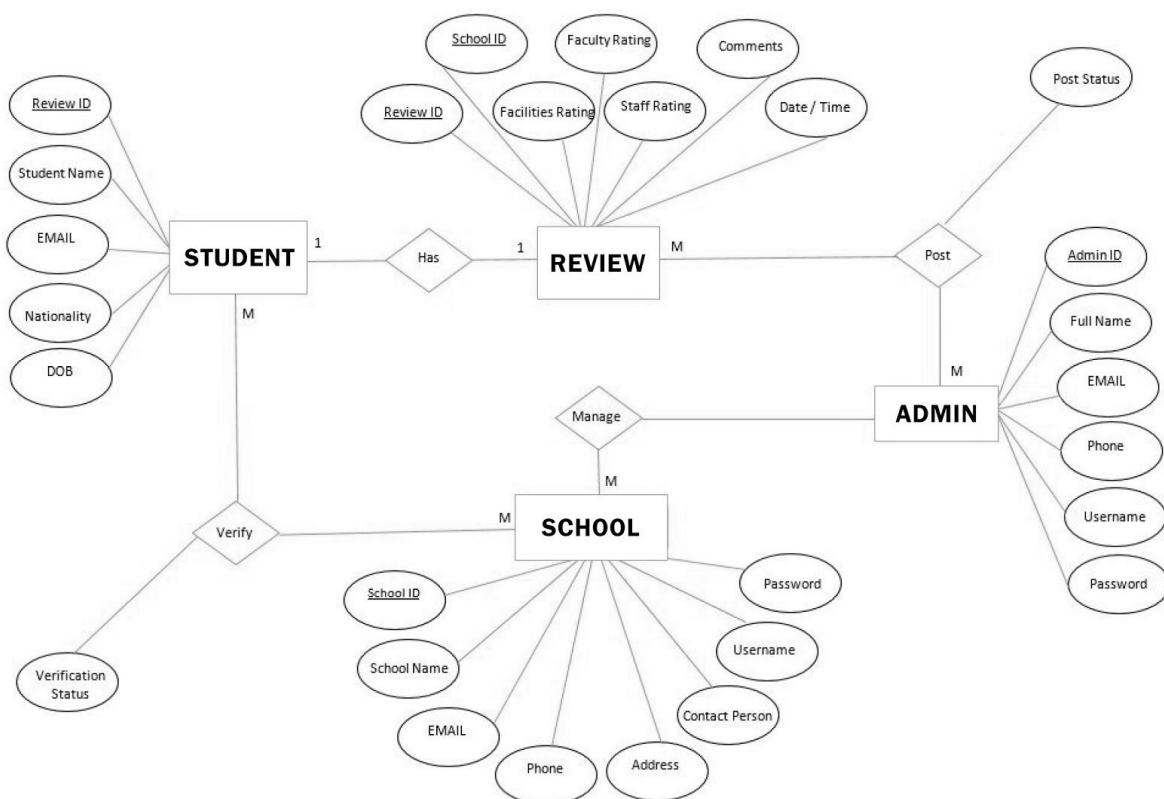 School ID
Faculty Rating
Comments
Post Status
Review ID
Review ID
Facilities Rating
Staff Rating
Date / Time
Student Name
EMAIL
STUDENT
1
Has
1
REVIEW
M
Post
Admin ID
Nationality
M
Full Name
DOB
M
EMAIL
Manage
ADMIN
Phone
M
Username
Verify
M
SCHOOL
Password
School ID
Password
School Name
Username
Verification
Status
EMAIL
Contact Person
Phone
Address